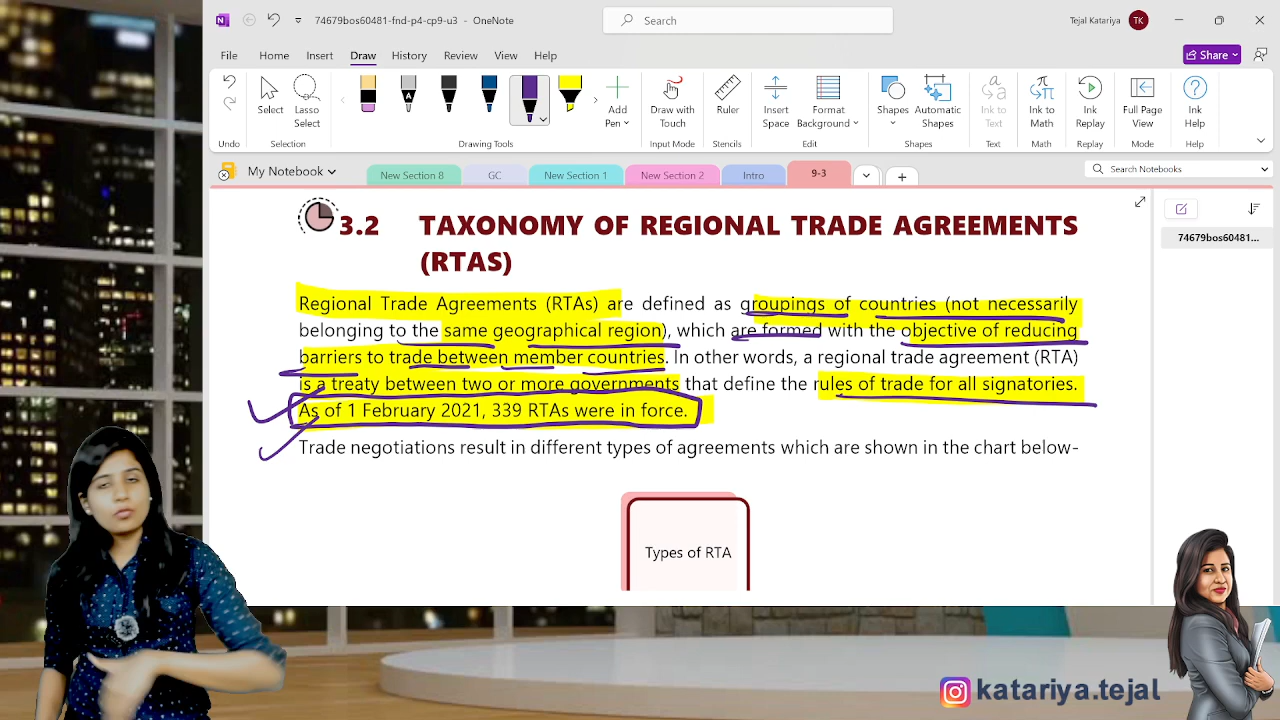 74679bos60481-fnd-p4-cp9-u3 - OneNote
Search
Tejal Katariya TK
File Home Insert Draw History Review View Help
Share
Select
Lasso Select
Add Pen
Draw with Touch
Ruler
Insert Space
Format Background
Shapes
Automatic Shapes
Ink to Text
Ink to Math
Ink Replay
Full Page View
Ink Help
Undo Selection Drawing Tools Input Mode Stencils Edit Shapes Text Math Replay Mode Help
My Notebook New Section 8 GC New Section 1 New Section 2 Intro 9-3
Search Notebooks
74679bos60481...
3.2 TAXONOMY OF REGIONAL TRADE AGREEMENTS
(RTAS)
Regional Trade Agreements (RTAs) are defined as groupings of countries (not necessarily
belonging to the same geographical region), which are formed with the objective of reducing
barriers to trade between member countries. In other words, a regional trade agreement (RTA)
is a treaty between two or more governments that define the rules of trade for all signatories.
As of 1 February 2021, 339 RTAs were in force.
Trade negotiations result in different types of agreements which are shown in the chart below-
Types of RTA
katariya.tejal